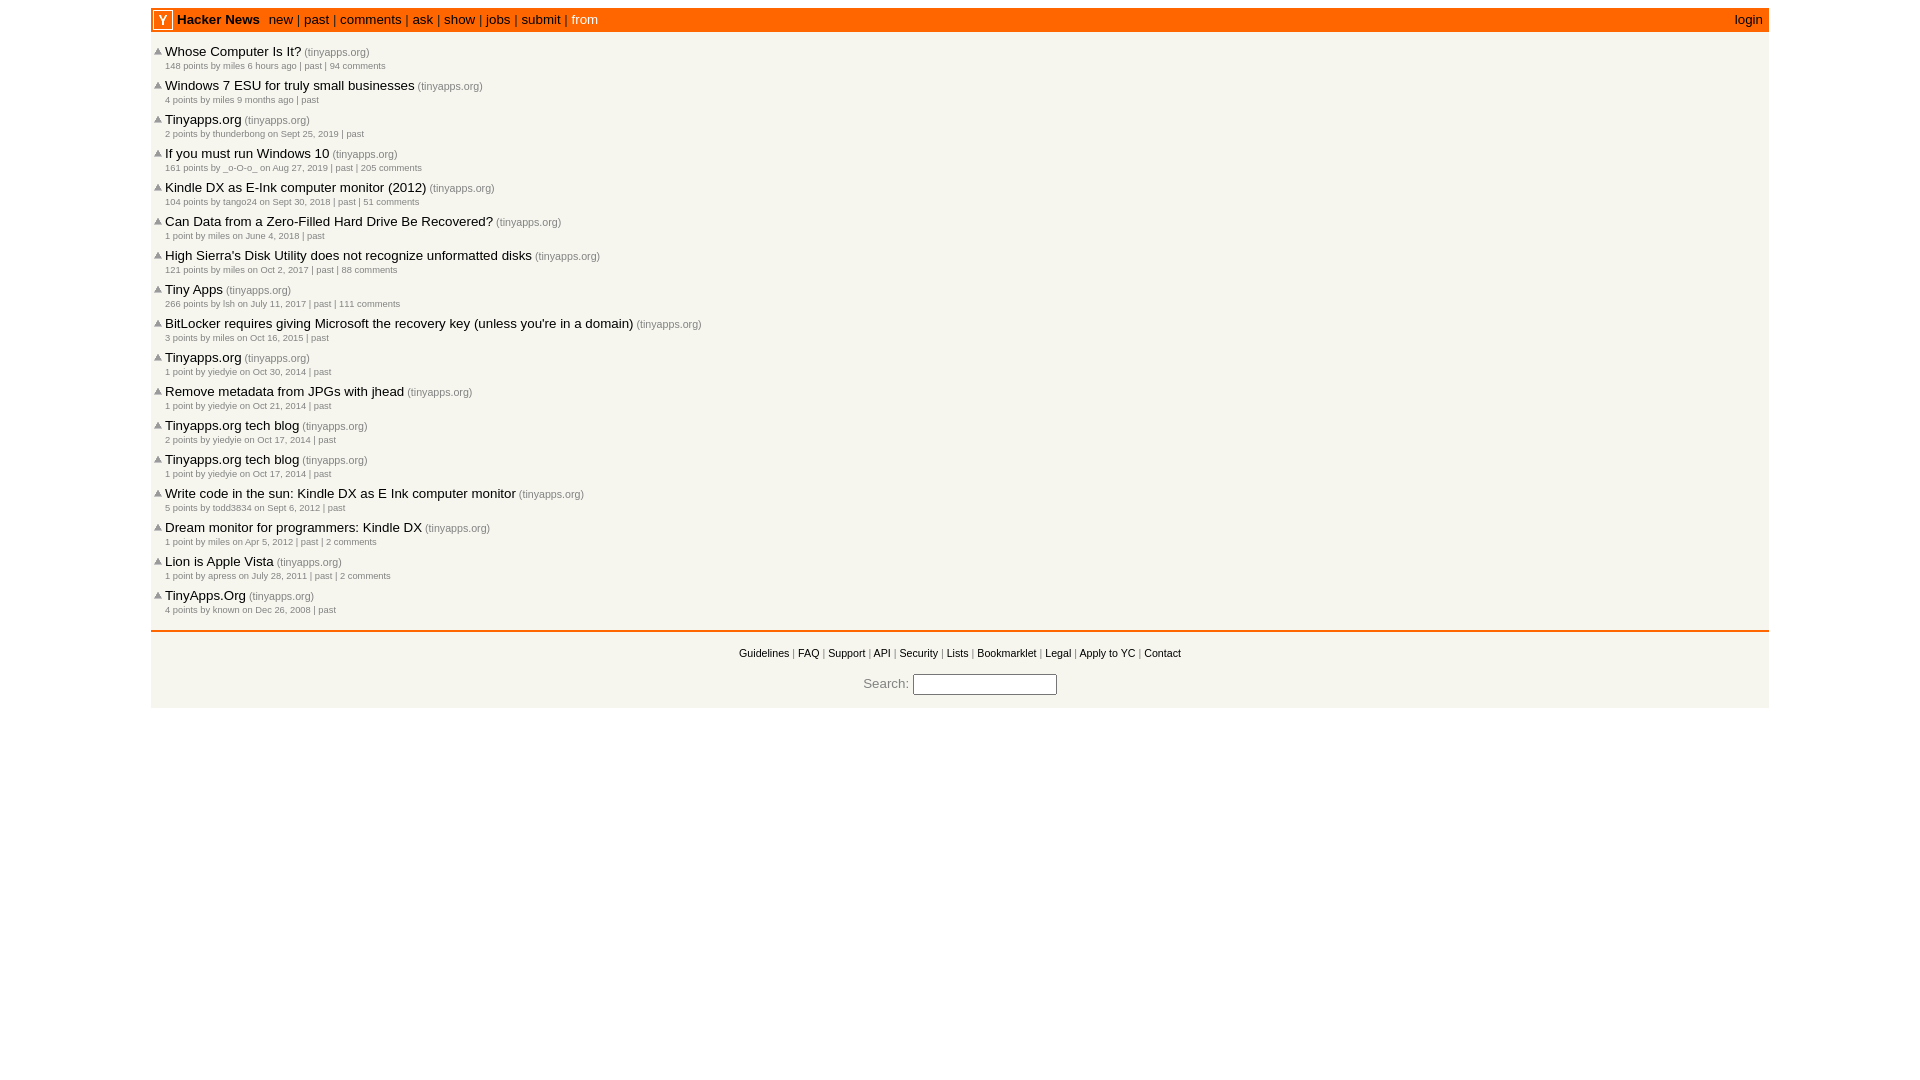 Y Hacker News new | past | comments | ask | show | jobs | submit | from login
Whose Computer Is It? (tinyapps.org)
148 points by miles 6 hours ago | past | 94 comments
Windows 7 ESU for truly small businesses (tinyapps.org)
4 points by miles 9 months ago | past
Tinyapps.org (tinyapps.org)
2 points by thunderbong on Sept 25, 2019 | past
If you must run Windows 10 (tinyapps.org)
161 points by _o-O-o_ on Aug 27, 2019 | past | 205 comments
Kindle DX as E-Ink computer monitor (2012) (tinyapps.org)
104 points by tango24 on Sept 30, 2018 | past | 51 comments
Can Data from a Zero-Filled Hard Drive Be Recovered? (tinyapps.org)
1 point by miles on June 4, 2018 | past
High Sierra's Disk Utility does not recognize unformatted disks (tinyapps.org)
121 points by miles on Oct 2, 2017 | past | 88 comments
Tiny Apps (tinyapps.org)
266 points by lsh on July 11, 2017 | past | 111 comments
BitLocker requires giving Microsoft the recovery key (unless you're in a domain) (tinyapps.org)
3 points by miles on Oct 16, 2015 | past
Tinyapps.org (tinyapps.org)
1 point by yiedyie on Oct 30, 2014 | past
Remove metadata from JPGs with jhead (tinyapps.org)
1 point by yiedyie on Oct 21, 2014 | past
Tinyapps.org tech blog (tinyapps.org)
2 points by yiedyie on Oct 17, 2014 | past
Tinyapps.org tech blog (tinyapps.org)
1 point by yiedyie on Oct 17, 2014 | past
Write code in the sun: Kindle DX as E Ink computer monitor (tinyapps.org)
5 points by todd3834 on Sept 6, 2012 | past
Dream monitor for programmers: Kindle DX (tinyapps.org)
1 point by miles on Apr 5, 2012 | past | 2 comments
Lion is Apple Vista (tinyapps.org)
1 point by apress on July 28, 2011 | past | 2 comments
TinyApps.Org (tinyapps.org)
4 points by known on Dec 26, 2008 | past
Guidelines | FAQ | Support | API | Security | Lists | Bookmarklet | Legal | Apply to YC | Contact
Search: